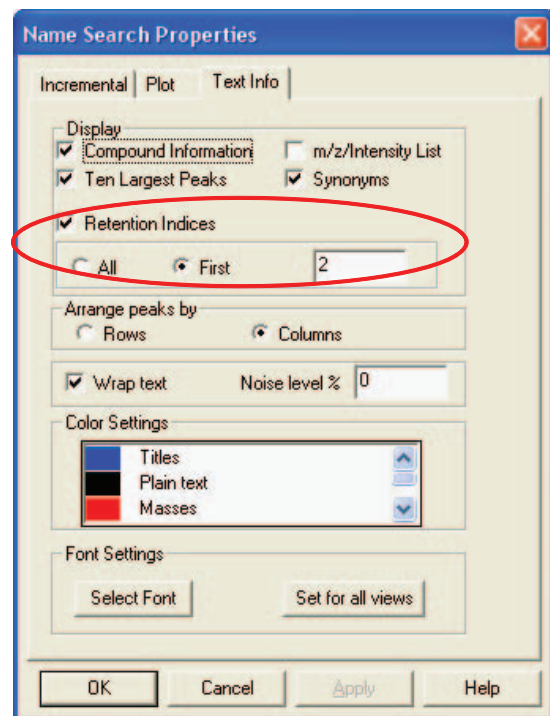 Name Search Properties
Incremental Plot Text Info
Display
Compound Information m/z/Intensity List
Ten Largest Peaks Synonyms
Retention Indices
All First 2
Arrange peaks by
Rows Columns
Wrap text Noise level % 0
Color Settings
Titles
Plain text
Masses
Font Settings
Select Font Set for all views
OK Cancel Apply Help